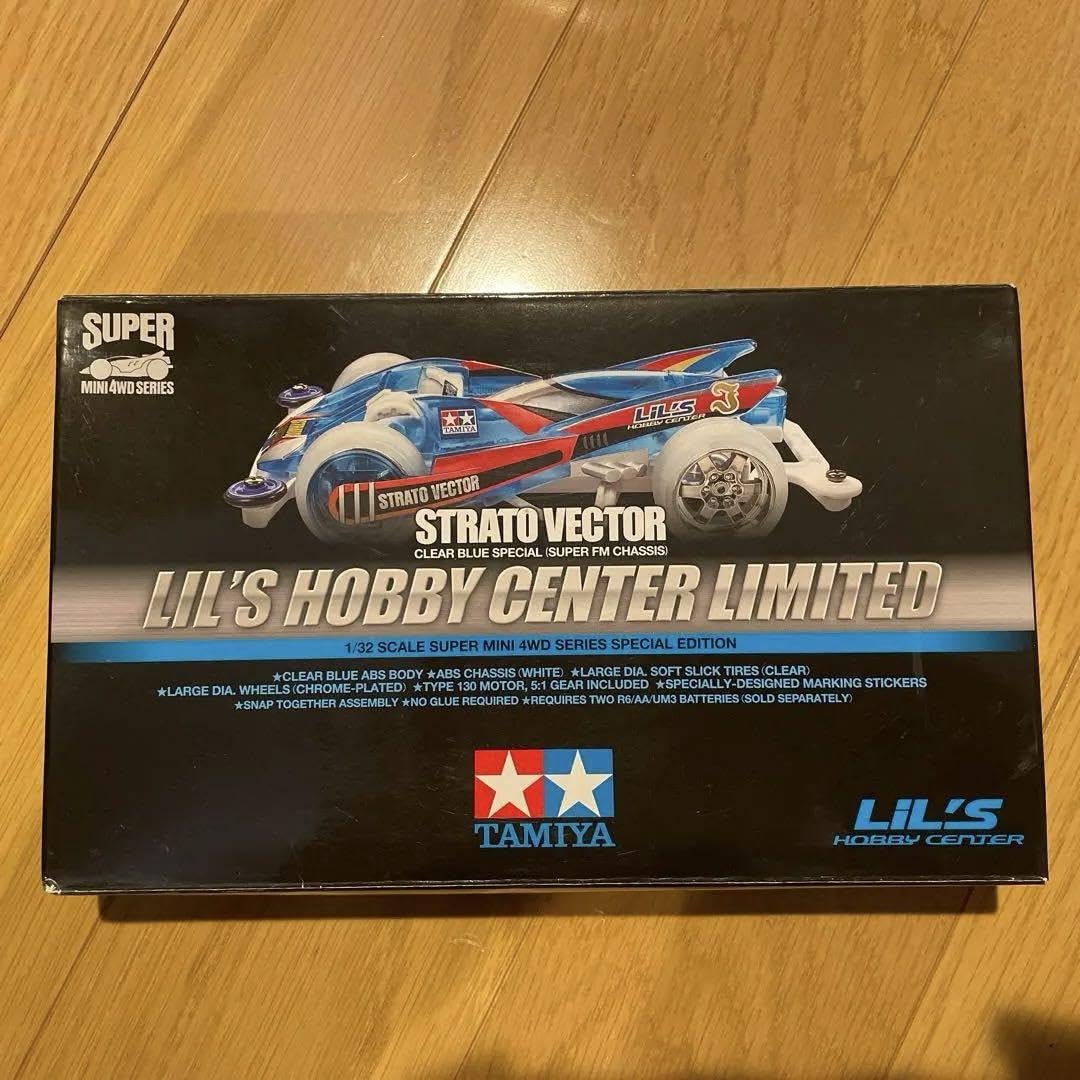 SUPER
MINI 4WD SERIES
LiL'S
HOBBY CENTER
J
TAMIYA
STRATO VECTOR
STRATO VECTOR
CLEAR BLUE SPECIAL (SUPER FM CHASSIS)
LIL'S HOBBY CENTER LIMITED
1/32 SCALE SUPER MINI 4WD SERIES SPECIAL EDITION
★CLEAR BLUE ABS BODY ★ABS CHASSIS (WHITE) ★LARGE DIA. SOFT SLICK TIRES (CLEAR)
★LARGE DIA. WHEELS (CHROME-PLATED) ★TYPE 130 MOTOR, 5:1 GEAR INCLUDED ★SPECIALLY-DESIGNED MARKING STICKERS
★SNAP TOGETHER ASSEMBLY ★NO GLUE REQUIRED ★REQUIRES TWO R6/AA/UM3 BATTERIES (SOLD SEPARATELY)
TAMIYA
LiL'S
HOBBY CENTER